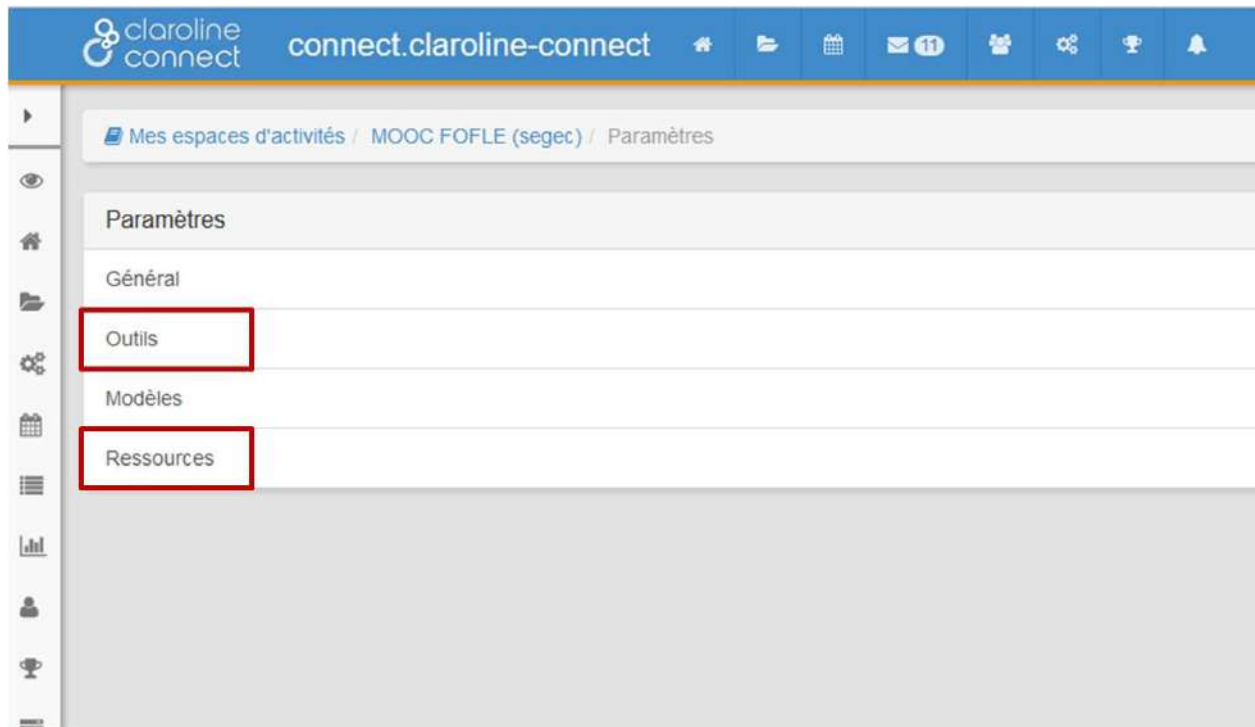 claroline
connect
connect.claroline-connect
11
Mes espaces d'activités / MOOC FOFLE (segec) / Paramètres
Paramètres
Général
Outils
Modèles
Ressources